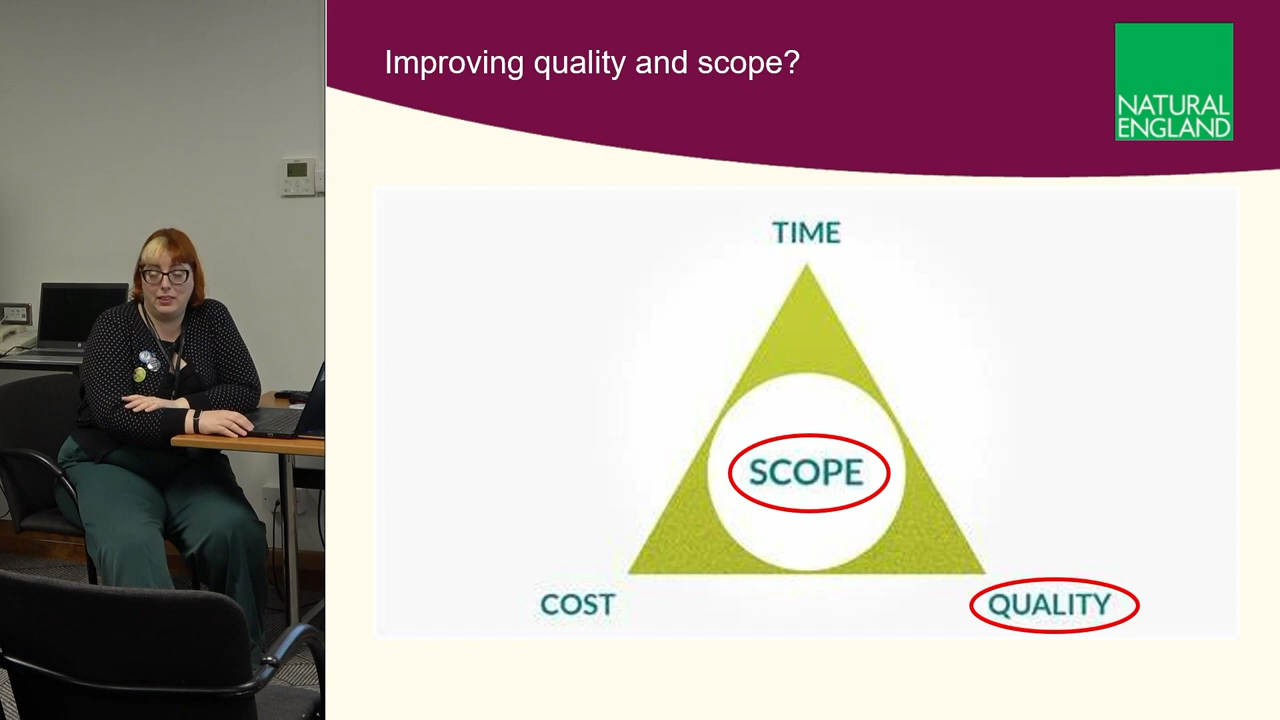 Improving quality and scope?
NATURAL
ENGLAND
TIME
SCOPE
COST
QUALITY